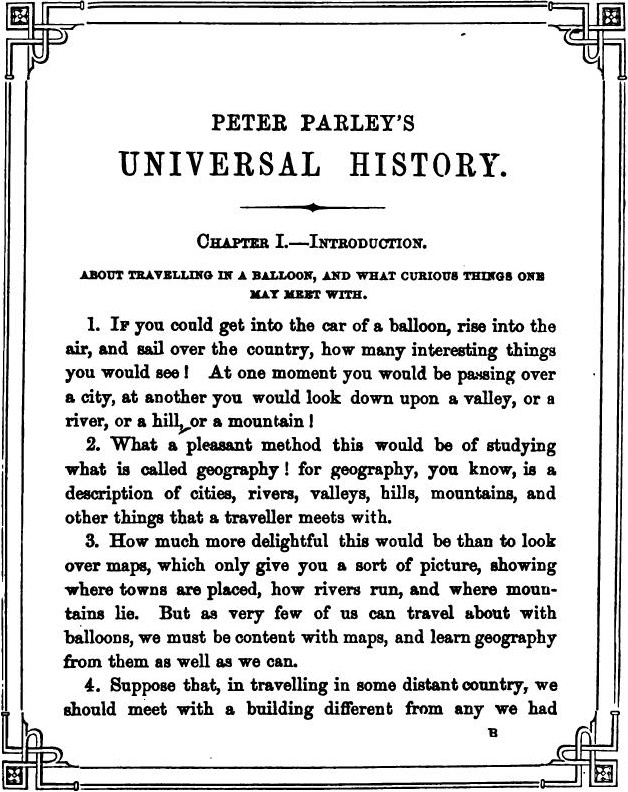 PETER PARLEY'S
UNIVERSAL HISTORY.
CHAPTER I.—INTRODUCTION.
ABOUT TRAVELLING IN A BALLOON, AND WHAT CURIOUS THINGS ONE
MAY MEET WITH.
1. IF you could get into the car of a balloon, rise into the
air, and sail over the country, how many interesting things
you would see! At one moment you would be passing over
a city, at another you would look down upon a valley, or a
river, or a hill, or a mountain!
2. What a pleasant method this would be of studying
what is called geography! for geography, you know, is a
description of cities, rivers, valleys, hills, mountains, and
other things that a traveller meets with.
3. How much more delightful this would be than to look
over maps, which only give you a sort of picture, showing
where towns are placed, how rivers run, and where moun-
tains lie. But as very few of us can travel about with
balloons, we must be content with maps, and learn geography
from them as well as we can.
4. Suppose that, in travelling in some distant country, we
should meet with a building different from any we had
B